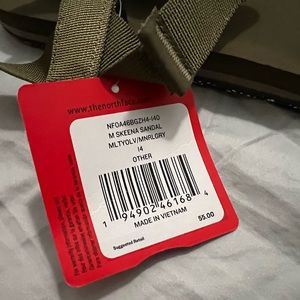 www.thenorthface.com
NF0A46BGZH4-140
M SKEENA SANDAL
MLTYOLV/MNRLGRY
14
OTHER
1 94902 46168 4
MADE IN VIETNAM
55.00
Suggested Retail